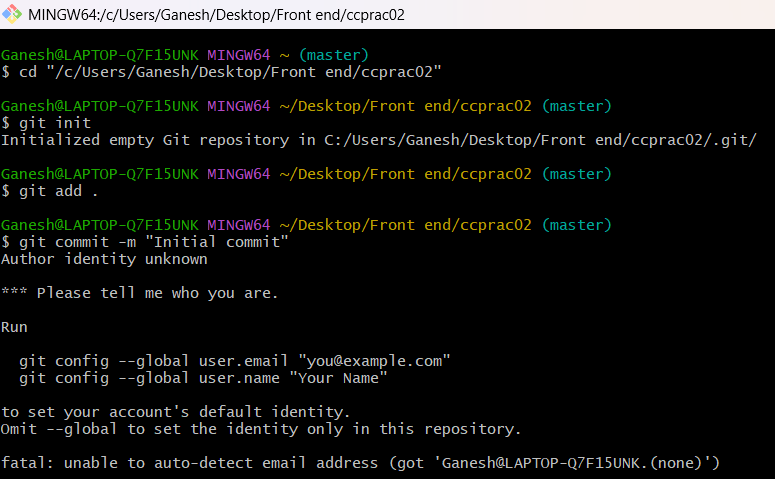 MINGW64:/c/Users/Ganesh/Desktop/Front end/ccprac02
Ganesh@LAPTOP-Q7F15UNK MINGW64 ~ (master)
$ cd "/c/Users/Ganesh/Desktop/Front end/ccprac02"
Ganesh@LAPTOP-Q7F15UNK MINGW64 ~/Desktop/Front end/ccprac02 (master)
$ git init
Initialized empty Git repository in C:/Users/Ganesh/Desktop/Front end/ccprac02/.git/
Ganesh@LAPTOP-Q7F15UNK MINGW64 ~/Desktop/Front end/ccprac02 (master)
$ git add .
Ganesh@LAPTOP-Q7F15UNK MINGW64 ~/Desktop/Front end/ccprac02 (master)
$ git commit -m "Initial commit"
Author identity unknown
*** Please tell me who you are.
Run
  git config --global user.email "you@example.com"
  git config --global user.name "Your Name"
to set your account's default identity.
Omit --global to set the identity only in this repository.
fatal: unable to auto-detect email address (got 'Ganesh@LAPTOP-Q7F15UNK.(none)')